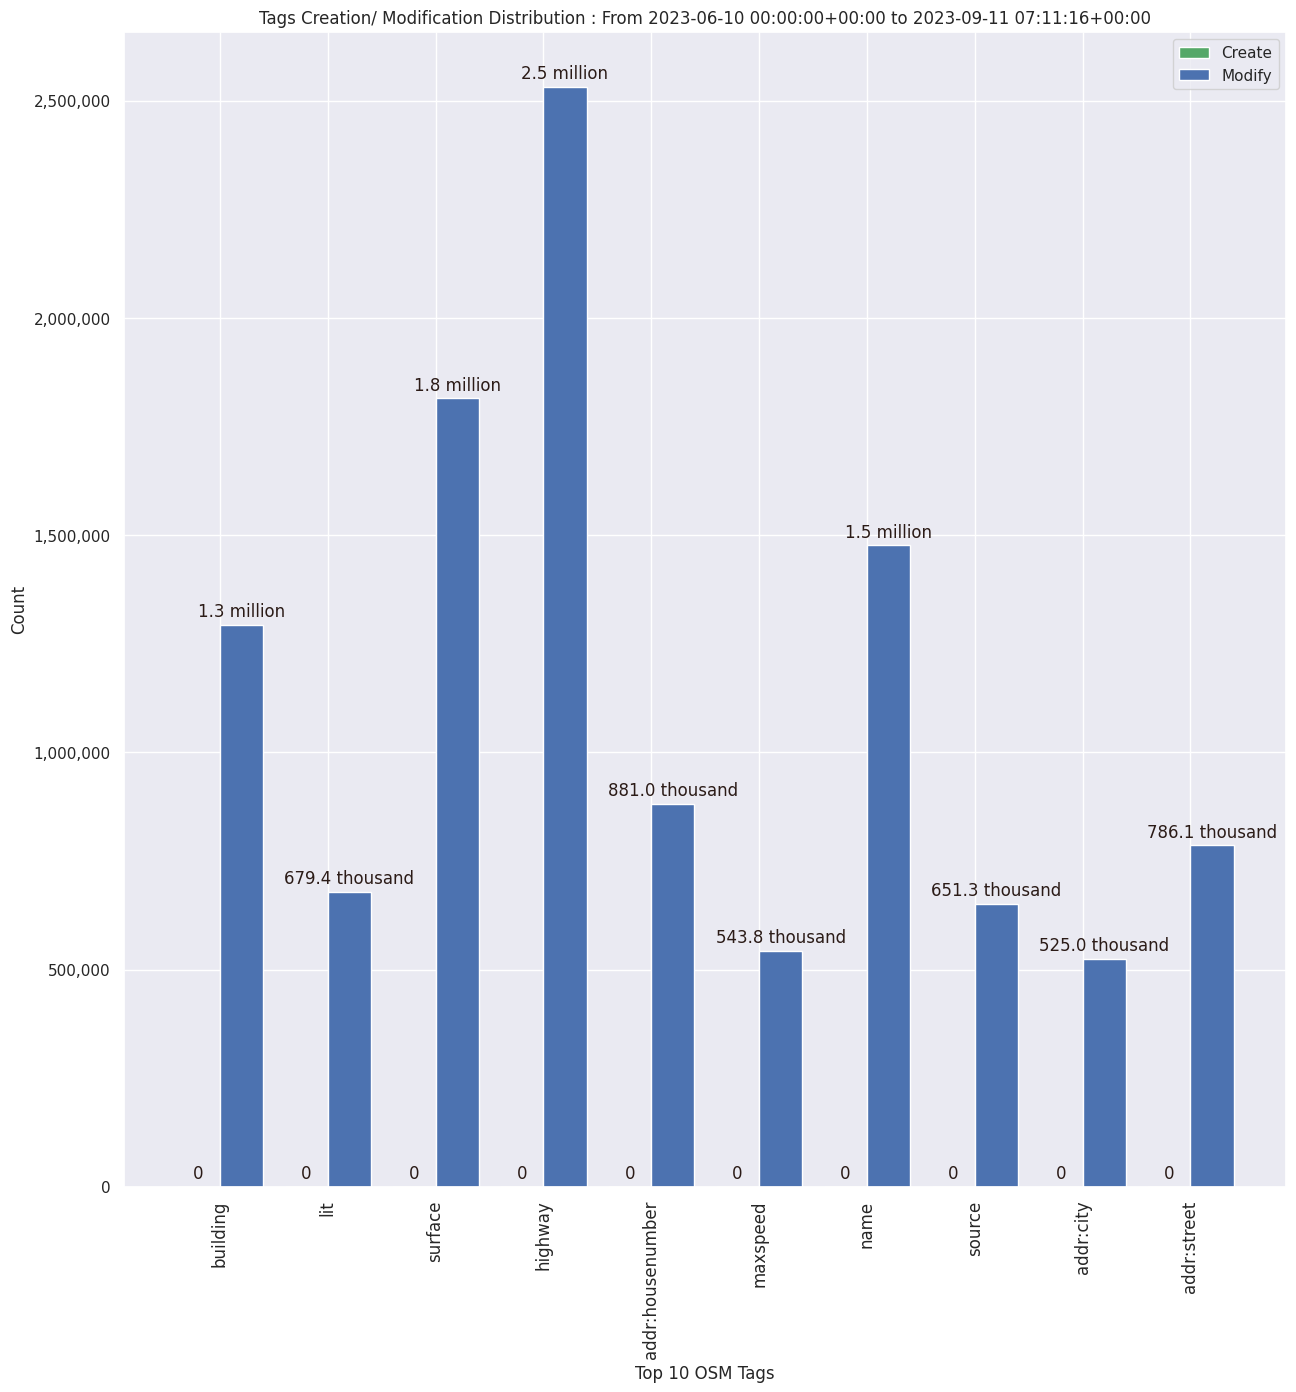 Tags Creation/ Modification Distribution : From 2023-06-10 00:00:00+00:00 to 2023-09-11 07:11:16+00:00
Create
Modify
2.5 million
1.8 million
1.5 million
1.3 million
881.0 thousand
786.1 thousand
679.4 thousand
651.3 thousand
543.8 thousand
525.0 thousand
0 0 0 0 0 0 0 0 0 0
2,500,000
2,000,000
1,500,000
1,000,000
500,000
0
Count
building
lit
surface
highway
addr:housenumber
maxspeed
name
source
addr:city
addr:street
Top 10 OSM Tags